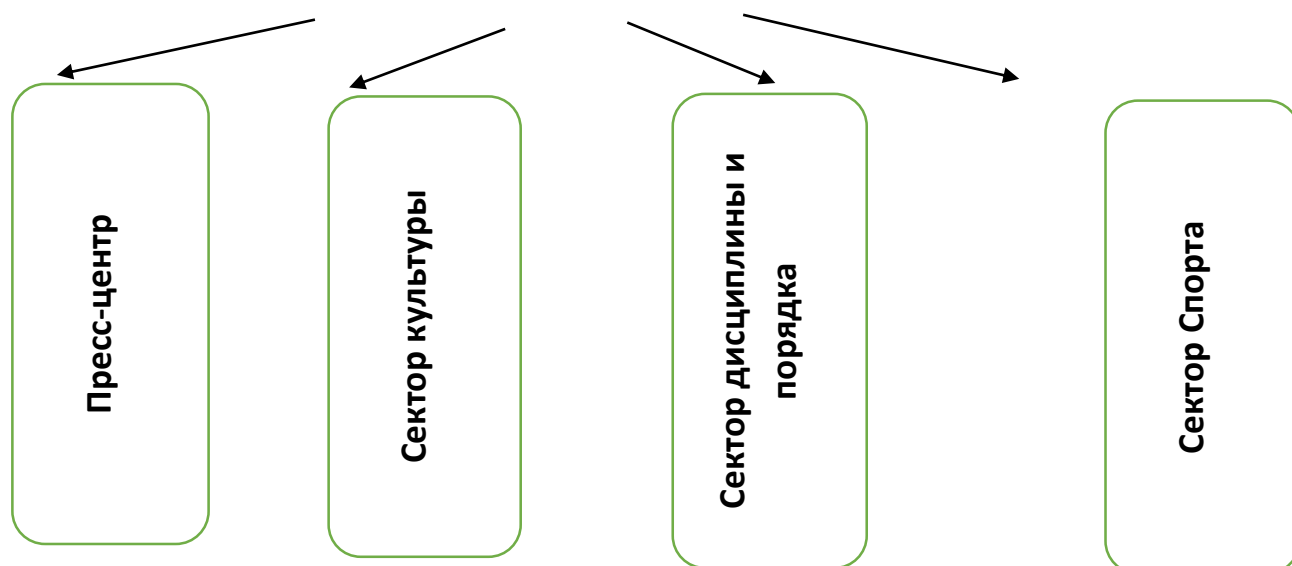 Пресс-центр
Сектор культуры
Сектор дисциплины и
порядка
Сектор Спорта